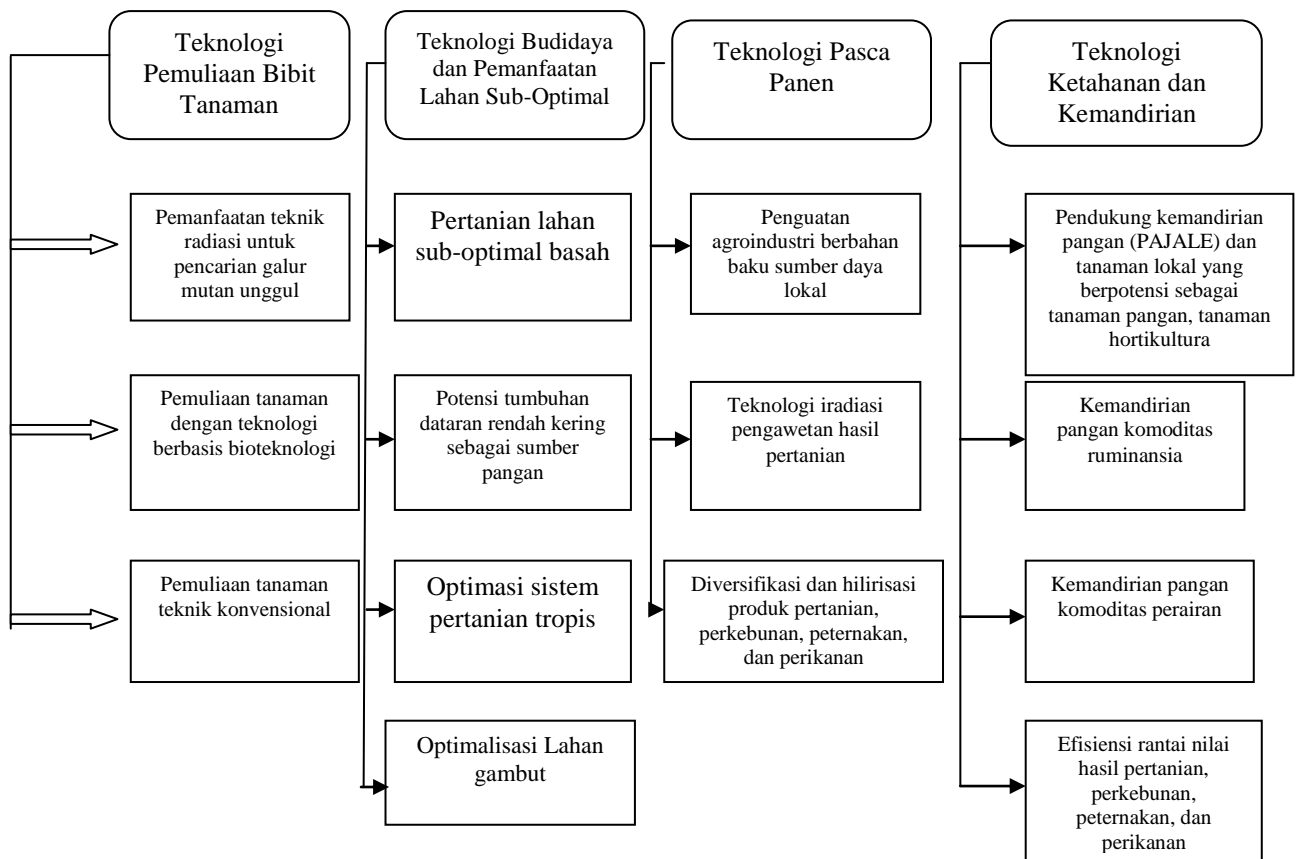 Teknologi
Pemuliaan Bibit
Tanaman
Pemanfaatan teknik
radiasi untuk
pencarian galur
mutan unggul
Pemuliaan tanaman
dengan teknologi
berbasis bioteknologi
Pemuliaan tanaman
teknik konvensional
Teknologi Budidaya
dan Pemanfaatan
Lahan Sub-Optimal
Pertanian lahan
sub-optimal basah
Potensi tumbuhan
dataran rendah kering
sebagai sumber
pangan
Optimasi sistem
pertanian tropis
Optimalisasi Lahan
gambut
Teknologi Pasca
Panen
Penguatan
agroindustri berbahan
baku sumber daya
lokal
Teknologi iradiasi
pengawetan hasil
pertanian
Diversifikasi dan hilirisasi
produk pertanian,
perkebunan, peternakan,
dan perikanan
Teknologi
Ketahanan dan
Kemandirian
Pendukung kemandirian
pangan (PAJALE) dan
tanaman lokal yang
berpotensi sebagai
tanaman pangan, tanaman
hortikultura
Kemandirian
pangan komoditas
ruminansia
Kemandirian pangan
komoditas perairan
Efisiensi rantai nilai
hasil pertanian,
perkebunan,
peternakan, dan
perikanan